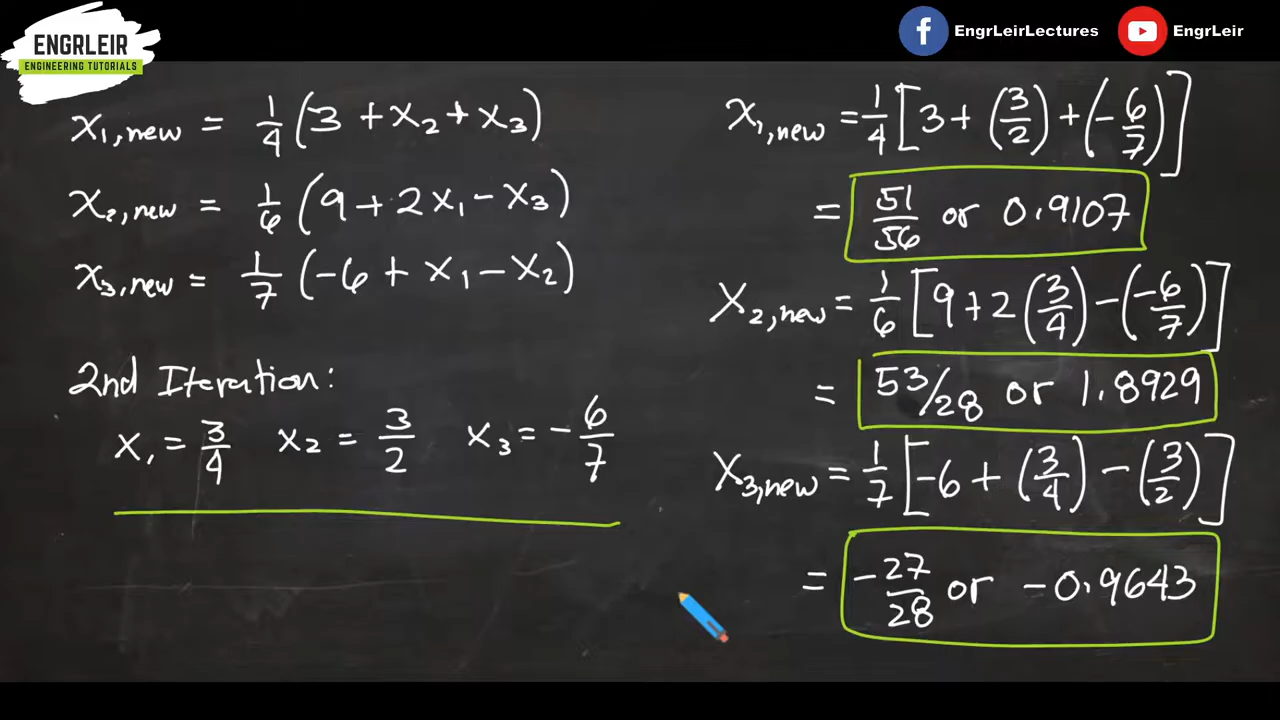 ENGRLEIR
ENGINEERING TUTORIALS
EngrLeirLectures
EngrLeir
x₁,new = 1/4 (3 + x₂ + x₃)
x₂,new = 1/6 (9 + 2x₁ - x₃)
x₃,new = 1/7 (-6 + x₁ - x₂)
2nd Iteration:
x₁ = 3/4 x₂ = 3/2 x₃ = -6/7
x₁,new = 1/4 [3 + (3/2) + (-6/7)]
= 51/56 or 0.9107
x₂,new = 1/6 [9 + 2(3/4) - (-6/7)]
= 53/28 or 1.8929
x₃,new = 1/7 [-6 + (3/4) - (3/2)]
= -27/28 or -0.9643